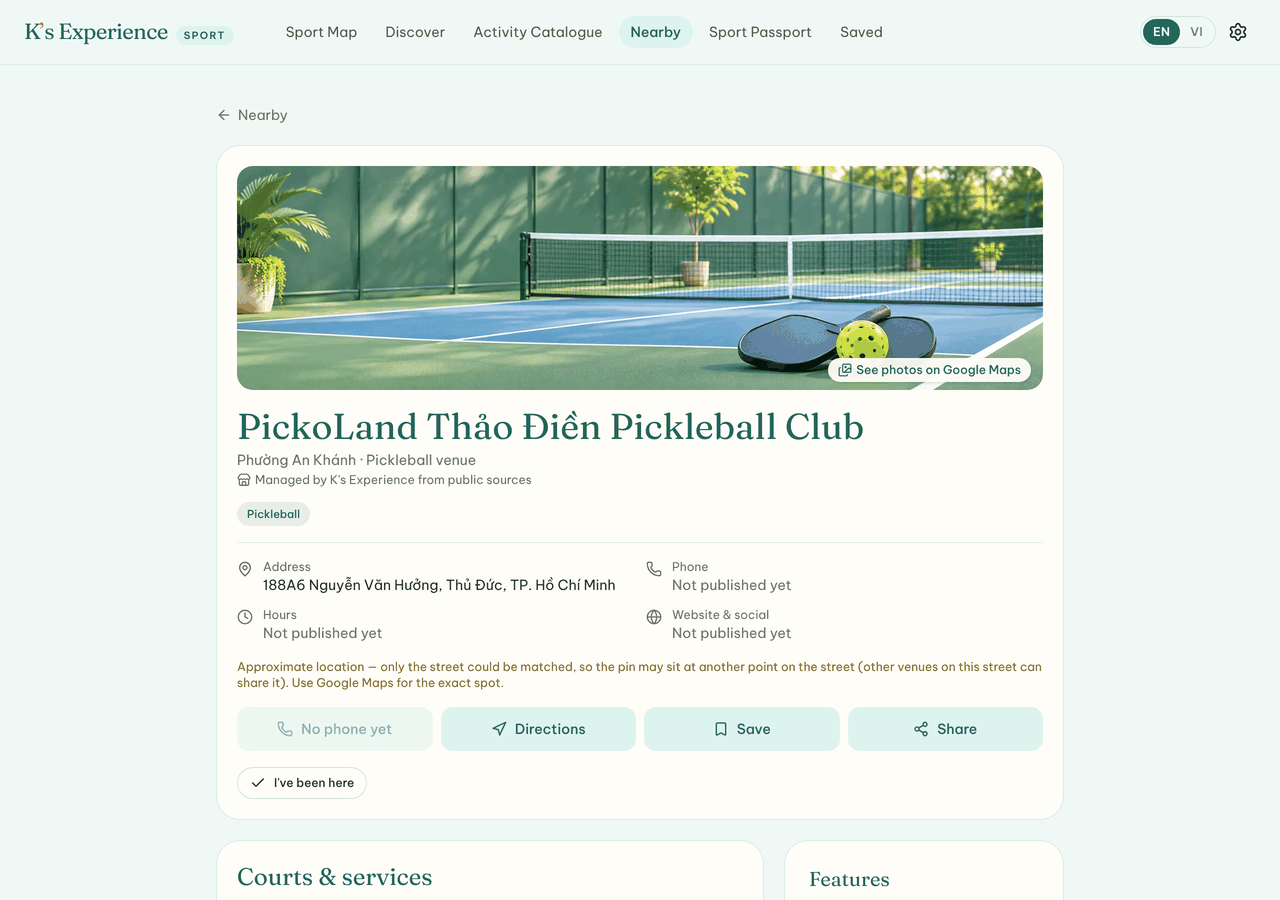 K's Experience SPORT
Sport Map
Discover
Activity Catalogue
Nearby
Sport Passport
Saved
EN
VI
Nearby
See photos on Google Maps
PickoLand Thảo Điền Pickleball Club
Phường An Khánh · Pickleball venue
Managed by K's Experience from public sources
Pickleball
Address
188A6 Nguyễn Văn Hưởng, Thủ Đức, TP. Hồ Chí Minh
Phone
Not published yet
Hours
Not published yet
Website & social
Not published yet
Approximate location — only the street could be matched, so the pin may sit at another point on the street (other venues on this street can
share it). Use Google Maps for the exact spot.
No phone yet
Directions
Save
Share
I've been here
Courts & services
Features